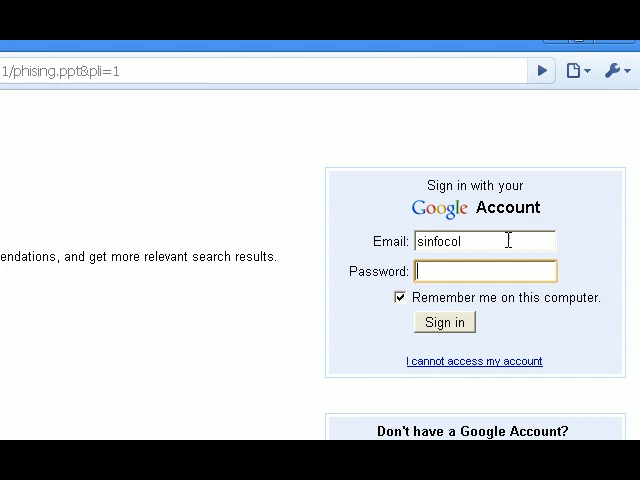 1/phising.ppt&pli=1
Sign in with your
Google Account
Email: sinfocol
endations, and get more relevant search results.
Password:
Remember me on this computer.
Sign in
I cannot access my account
Don't have a Google Account?